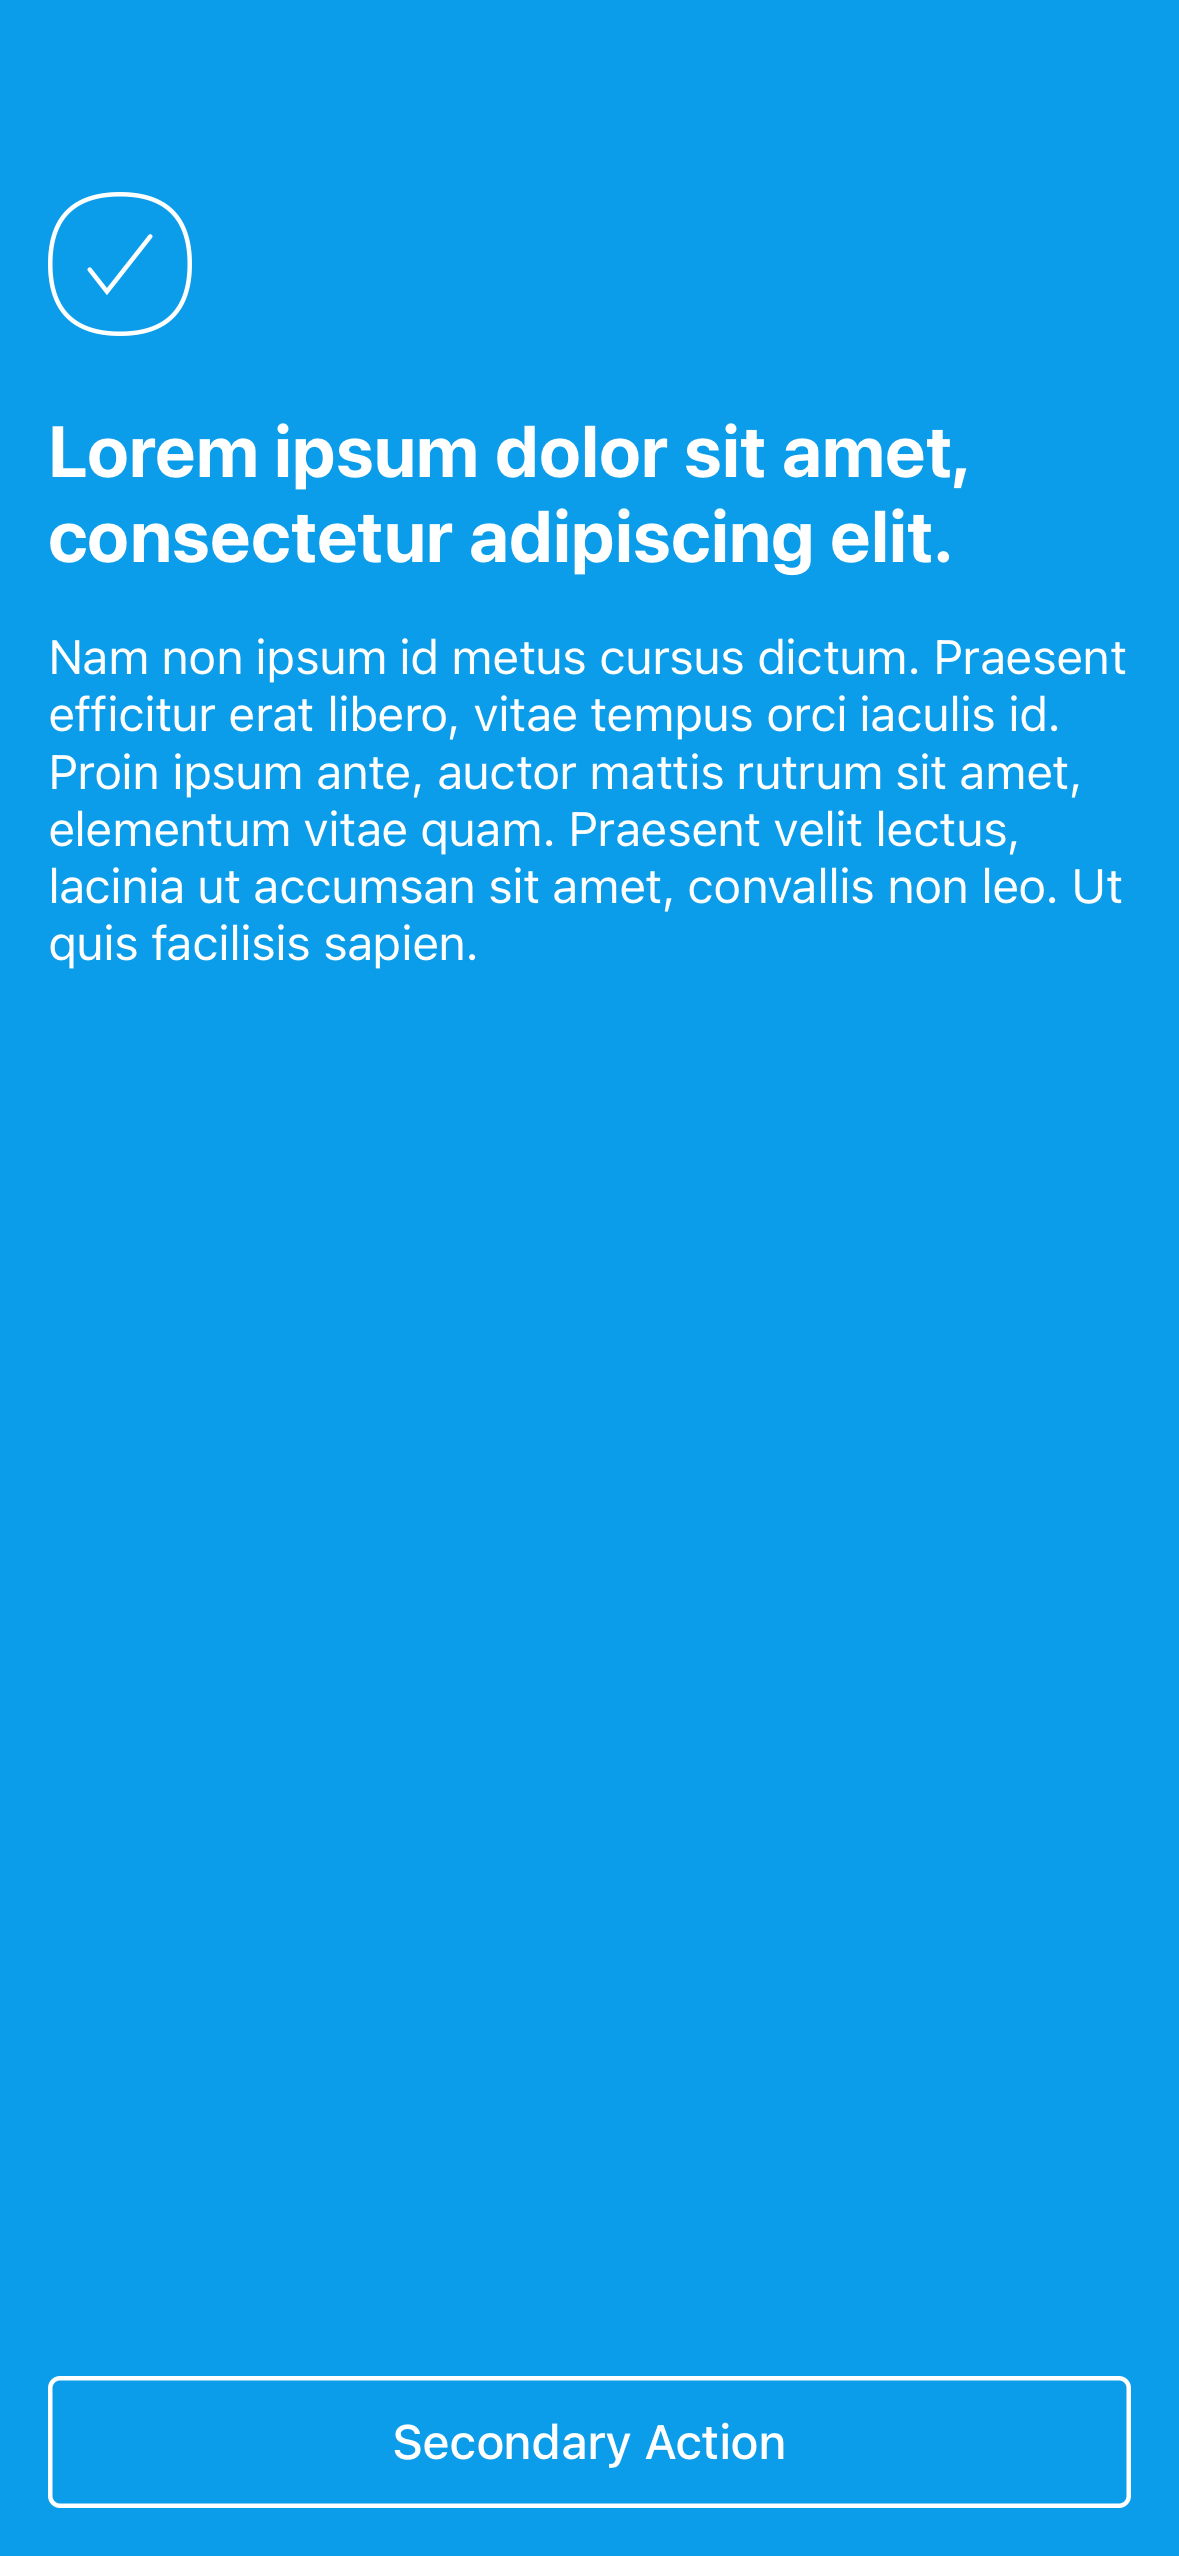 Lorem ipsum dolor sit amet,
consectetur adipiscing elit.
Nam non ipsum id metus cursus dictum. Praesent
efficitur erat libero, vitae tempus orci iaculis id.
Proin ipsum ante, auctor mattis rutrum sit amet,
elementum vitae quam. Praesent velit lectus,
lacinia ut accumsan sit amet, convallis non leo. Ut
quis facilisis sapien.
Secondary Action